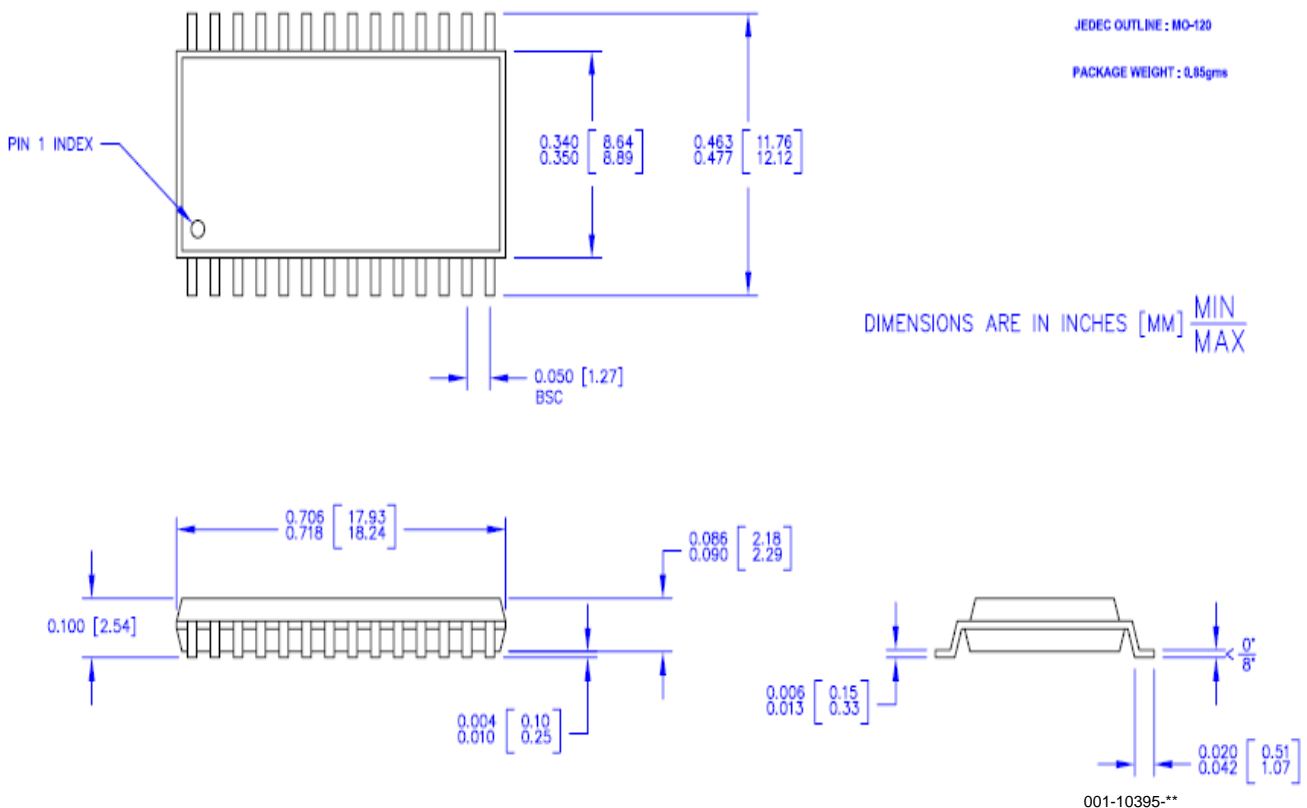 JEDEC OUTLINE : MO-120
PACKAGE WEIGHT : 0.85gms
PIN 1 INDEX
0.340 [ 8.64
0.350 [ 8.89 ]
0.463 [ 11.76
0.477 [ 12.12 ]
DIMENSIONS ARE IN INCHES [MM] MIN
MAX
0.050 [1.27]
BSC
0.706 [ 17.93
0.718 [ 18.24 ]
0.086 [ 2.18
0.090 [ 2.29 ]
0.100 [2.54]
0.004 [ 0.10
0.010 [ 0.25 ]
0.006 [ 0.15
0.013 [ 0.33 ]
0°
8°
0.020 [ 0.51
0.042 [ 1.07 ]
001-10395-**